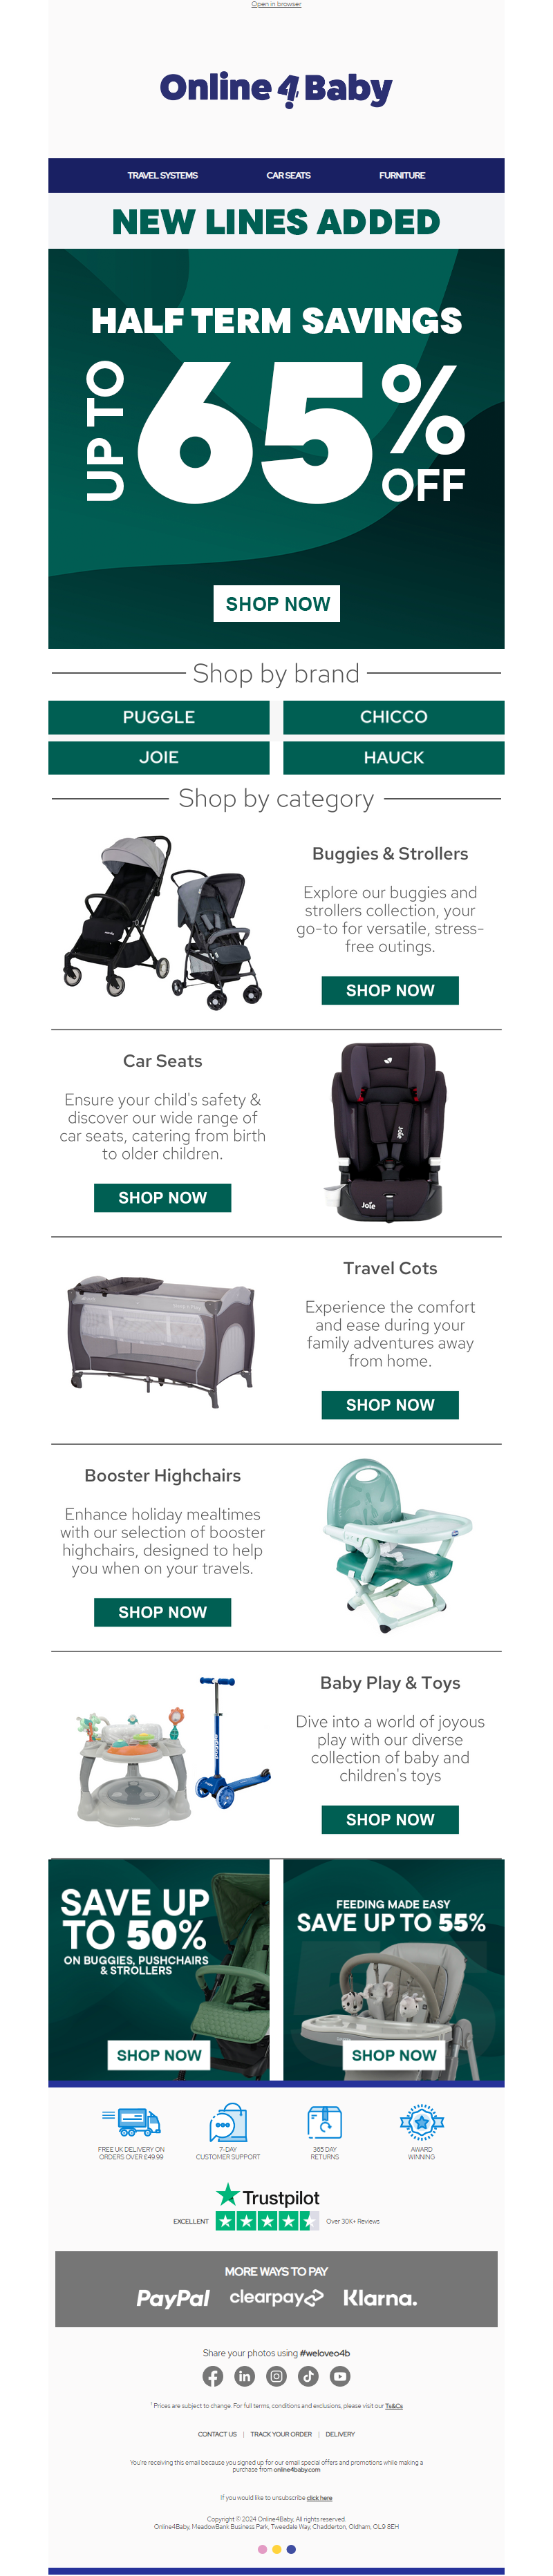 Open in browser
Online 4 Baby
TRAVEL SYSTEMS CAR SEATS FURNITURE
NEW LINES ADDED
HALF TERM SAVINGS
UP TO 65% OFF
SHOP NOW
Shop by brand
PUGGLE CHICCO
JOIE HAUCK
Shop by category
Buggies & Strollers
Explore our buggies and
strollers collection, your
go-to for versatile, stress-
free outings.
SHOP NOW
Car Seats
Ensure your child's safety &
discover our wide range of
car seats, catering from birth
to older children.
SHOP NOW
Joie
Joie
Travel Cots
Experience the comfort
and ease during your
family adventures away
from home.
SHOP NOW
Booster Highchairs
Enhance holiday mealtimes
with our selection of booster
highchairs, designed to help
you when on your travels.
SHOP NOW
Baby Play & Toys
Dive into a world of joyous
play with our diverse
collection of baby and
children's toys
SHOP NOW
SAVE UP
TO 50%
ON BUGGIES, PUSHCHAIRS
& STROLLERS
SHOP NOW
FEEDING MADE EASY
SAVE UP TO 55%
SHOP NOW
FREE UK DELIVERY ON
ORDERS OVER £49.99
7-DAY
CUSTOMER SUPPORT
365 DAY
RETURNS
AWARD
WINNING
Trustpilot
EXCELLENT Over 30K+ Reviews
MORE WAYS TO PAY
PayPal clearpay Klarna.
Share your photos using #weloveo4b
1 Prices are subject to change. For full terms, conditions and exclusions, please visit our Ts&Cs
CONTACT US | TRACK YOUR ORDER | DELIVERY
You're receiving this email because you signed up for our email special offers and promotions while making a
purchase from online4baby.com
If you would like to unsubscribe click here
Copyright © 2024 Online4Baby, All rights reserved.
Online4Baby, MeadowBank Business Park, Tweedale Way, Chadderton, Oldham, OL9 8EH